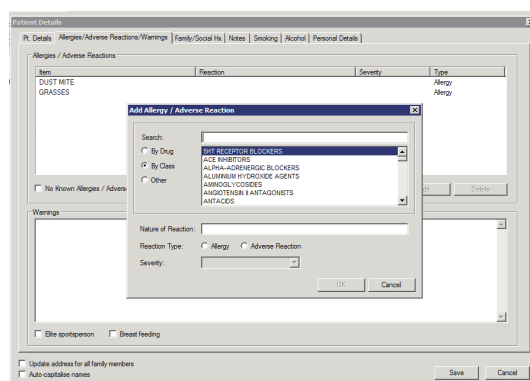 Patient Details
Pt. Details Allergies/Adverse Reactions/Warnings Family/Social Hx Notes Smoking Alcohol Personal Details
Allergies / Adverse Reactions
Item Reaction Severity Type
DUST MITE Allergy
GRASSES Allergy
Add Allergy / Adverse Reaction
Search:
By Drug
By Class
Other
5HT RECEPTOR BLOCKERS
ACE INHIBITORS
ALPHA-ADRENERGIC BLOCKERS
ALUMINIUM HYDROXIDE AGENTS
AMINOGLYCOSIDES
ANGIOTENSIN II ANTAGONISTS
ANTACIDS
No Known Allergies / Advers
dit Delete
Nature of Reaction:
Reaction Type: Allergy Adverse Reaction
Severity:
OK Cancel
Warnings
Elite sportsperson Breast feeding
Update address for all family members
Auto-capitalise names
Save Cancel